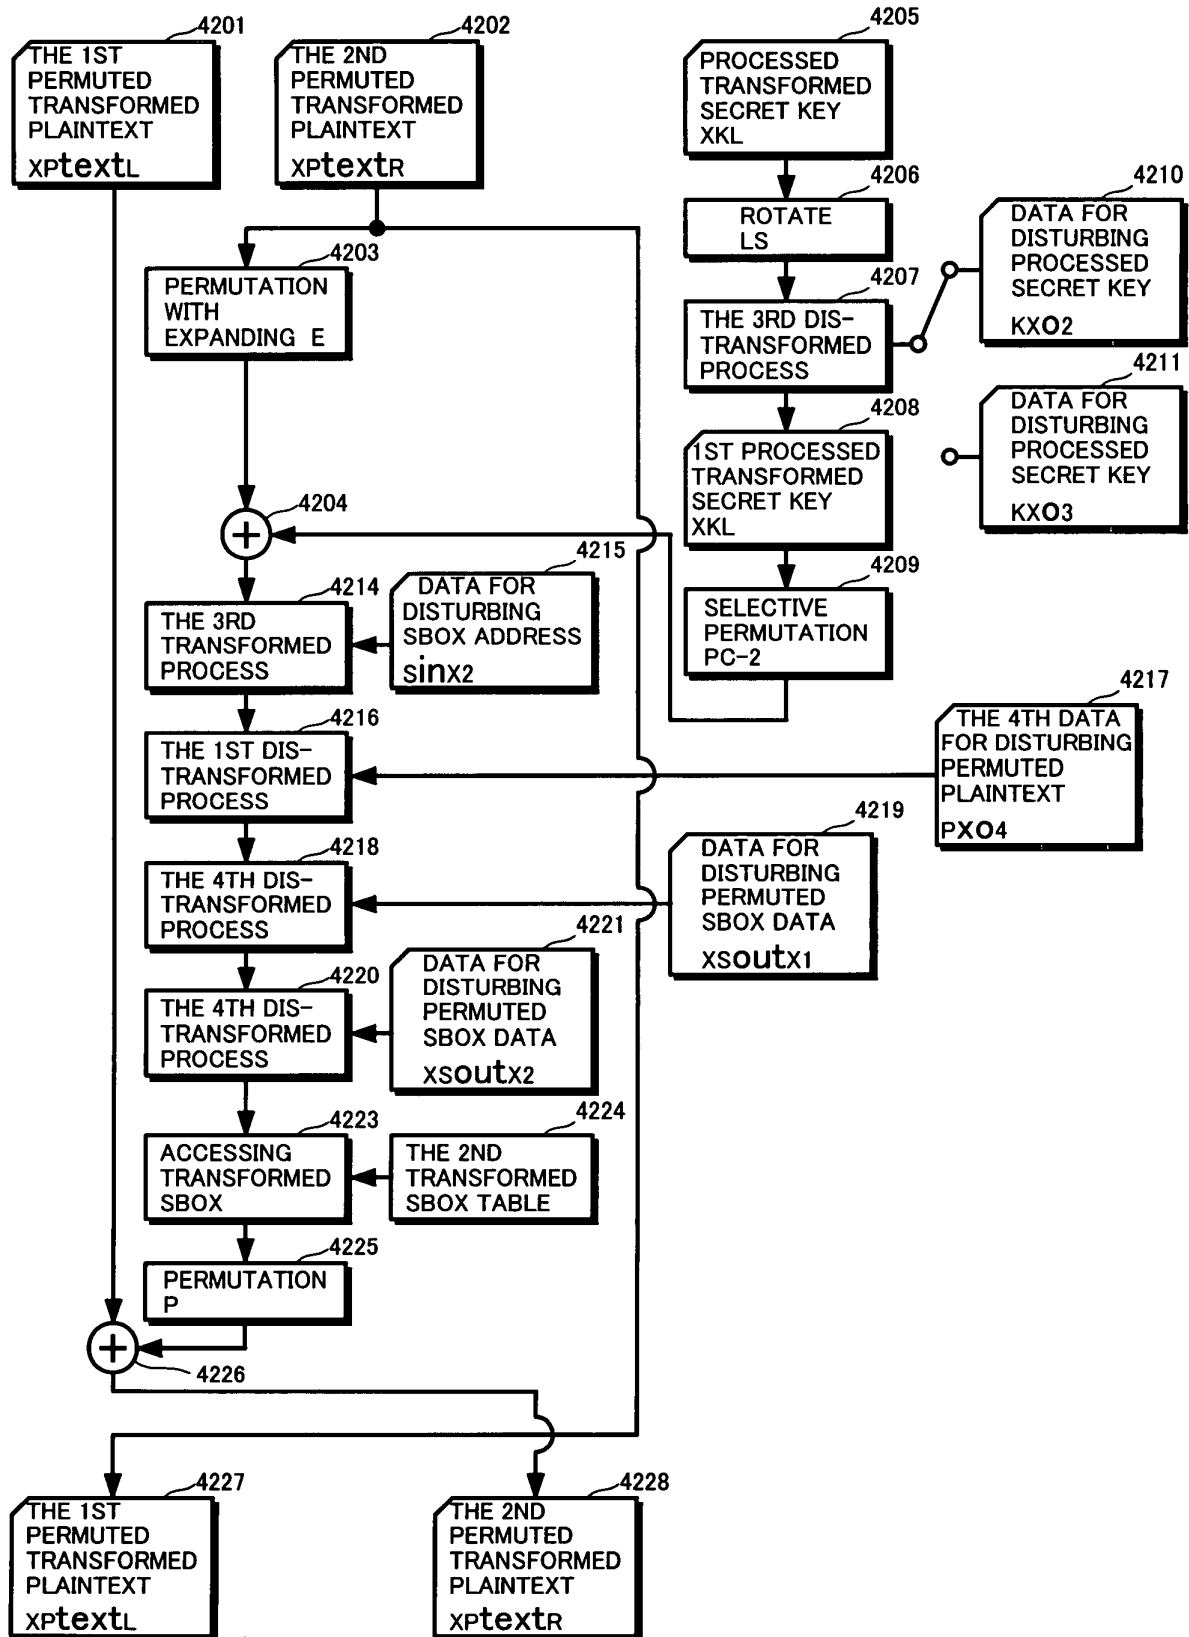 4201
THE 1ST
PERMUTED
TRANSFORMED
PLAINTEXT
XPtextL
4202
THE 2ND
PERMUTED
TRANSFORMED
PLAINTEXT
XPtextR
4205
PROCESSED
TRANSFORMED
SECRET KEY
XKL
4206
ROTATE
LS
4203
PERMUTATION
WITH
EXPANDING E
4207
THE 3RD DIS-
TRANSFORMED
PROCESS
4210
DATA FOR
DISTURBING
PROCESSED
SECRET KEY
KXO2
4211
DATA FOR
DISTURBING
PROCESSED
SECRET KEY
KXO3
4208
1ST PROCESSED
TRANSFORMED
SECRET KEY
XKL
4204
+
4209
SELECTIVE
PERMUTATION
PC-2
4214
THE 3RD
TRANSFORMED
PROCESS
4215
DATA FOR
DISTURBING
SBOX ADDRESS
sinX2
4216
THE 1ST DIS-
TRANSFORMED
PROCESS
4217
THE 4TH DATA
FOR DISTURBING
PERMUTED
PLAINTEXT
PXO4
4218
THE 4TH DIS-
TRANSFORMED
PROCESS
4219
DATA FOR
DISTURBING
PERMUTED
SBOX DATA
XSoutX1
4220
THE 4TH DIS-
TRANSFORMED
PROCESS
4221
DATA FOR
DISTURBING
PERMUTED
SBOX DATA
XSoutX2
4223
ACCESSING
TRANSFORMED
SBOX
4224
THE 2ND
TRANSFORMED
SBOX TABLE
4225
PERMUTATION
P
+
4226
4227
THE 1ST
PERMUTED
TRANSFORMED
PLAINTEXT
XPtextL
4228
THE 2ND
PERMUTED
TRANSFORMED
PLAINTEXT
XPtextR